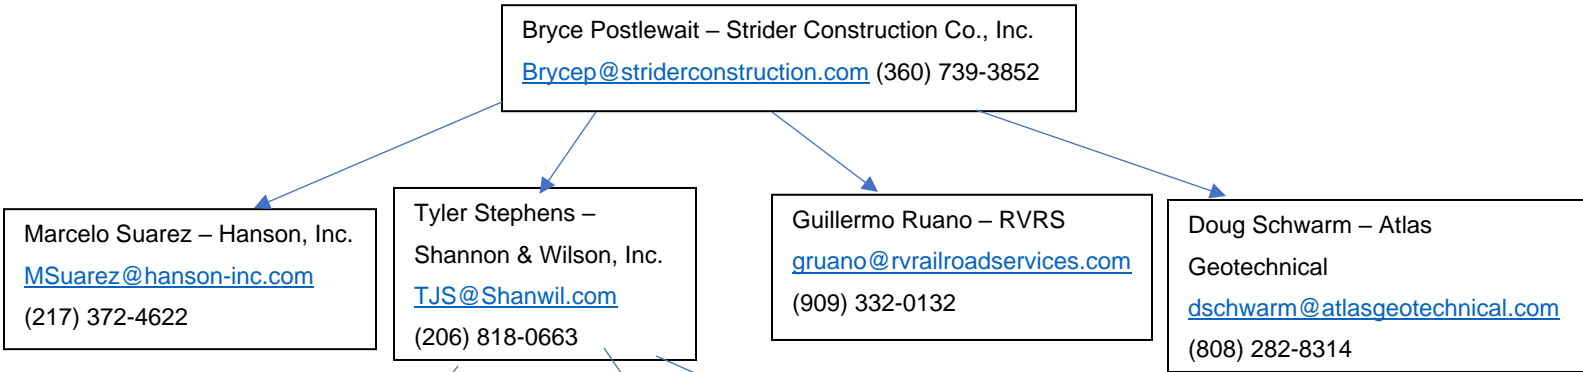 Bryce Postlewait – Strider Construction Co., Inc.
Brycep@striderconstruction.com (360) 739-3852
Marcelo Suarez – Hanson, Inc.
MSuarez@hanson-inc.com
(217) 372-4622
Tyler Stephens –
Shannon & Wilson, Inc.
TJS@Shanwil.com
(206) 818-0663
Guillermo Ruano – RVRS
gruano@rvrailroadservices.com
(909) 332-0132
Doug Schwarm – Atlas
Geotechnical
dschwarm@atlasgeotechnical.com
(808) 282-8314